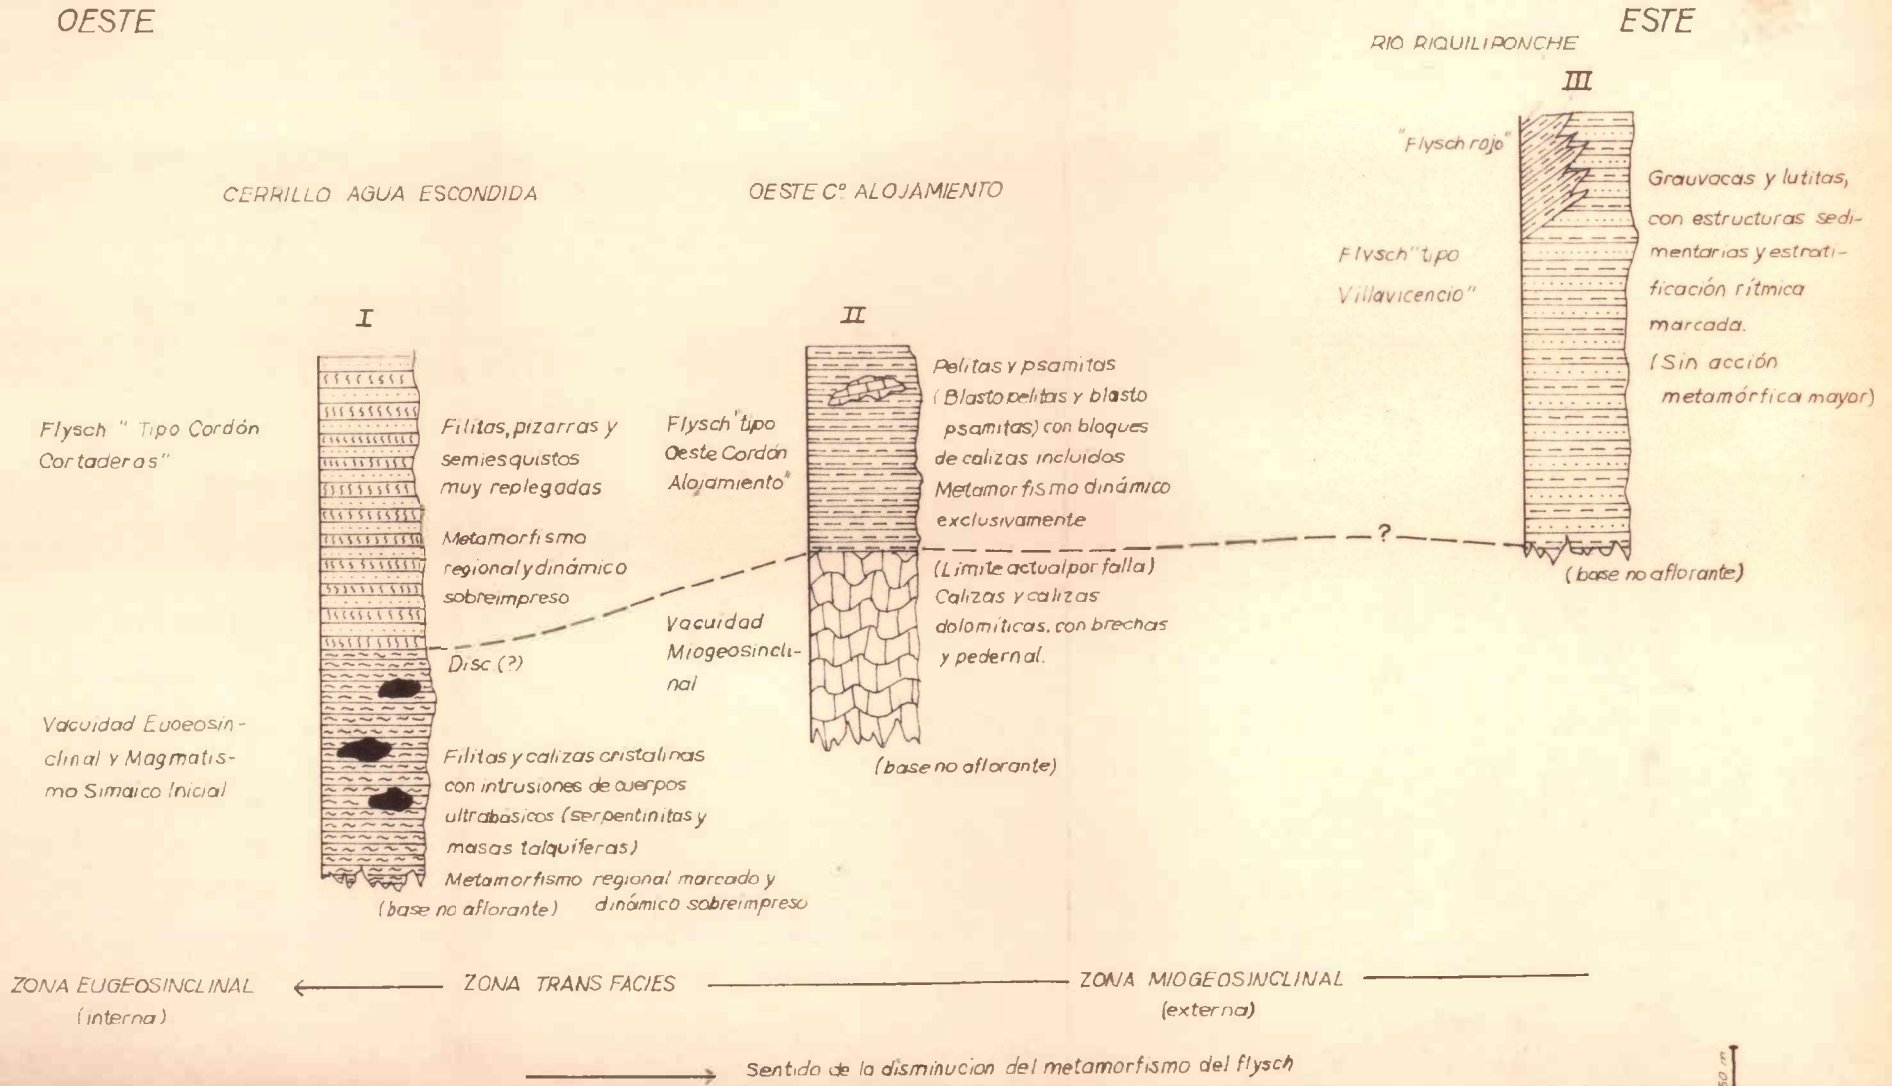 OESTE
ESTE
RIO RIQUILIPONCHE
III
"Flysch rojo"
Flysch "tipo
Villavicencio"
Grauvacas y lutitas,
con estructuras sedi-
mentarias y estrati-
ficación rítmica
marcada.
(Sin acción
metamórfica mayor)
(base no aflorante)
CERRILLO AGUA ESCONDIDA
I
Flysch " Tipo Cordón
Cortaderas"
Filitas, pizarras y
semiesquistos
muy replegadas
Metamorfismo
regional y dinámico
sobreimpreso
Disc (?)
Vacuidad Eugeosin-
clinal y Magmatis-
mo Simaico Inicial
Filitas y calizas cristalinas
con intrusiones de cuerpos
ultrabásicos (serpentinitas y
masas talquíferas)
Metamorfismo regional marcado y
dinámico sobreimpreso
(base no aflorante)
OESTE Cº ALOJAMIENTO
II
Flysch "tipo
Oeste Cordón
Alojamiento"
Pelitas y psamitas
(Blastopelitas y blasto
psamitas) con bloques
de calizas incluidos
Metamorfismo dinámico
exclusivamente
?
(Límite actual por falla)
Vacuidad
Miogeosincli-
nal
Calizas y calizas
dolomíticas, con brechas
y pedernal.
(base no aflorante)
ZONA EUGEOSINCLINAL
(interna)
ZONA TRANS FACIES
ZONA MIOGEOSINCLINAL
(externa)
Sentido de la disminucion del metamorfismo del flysch